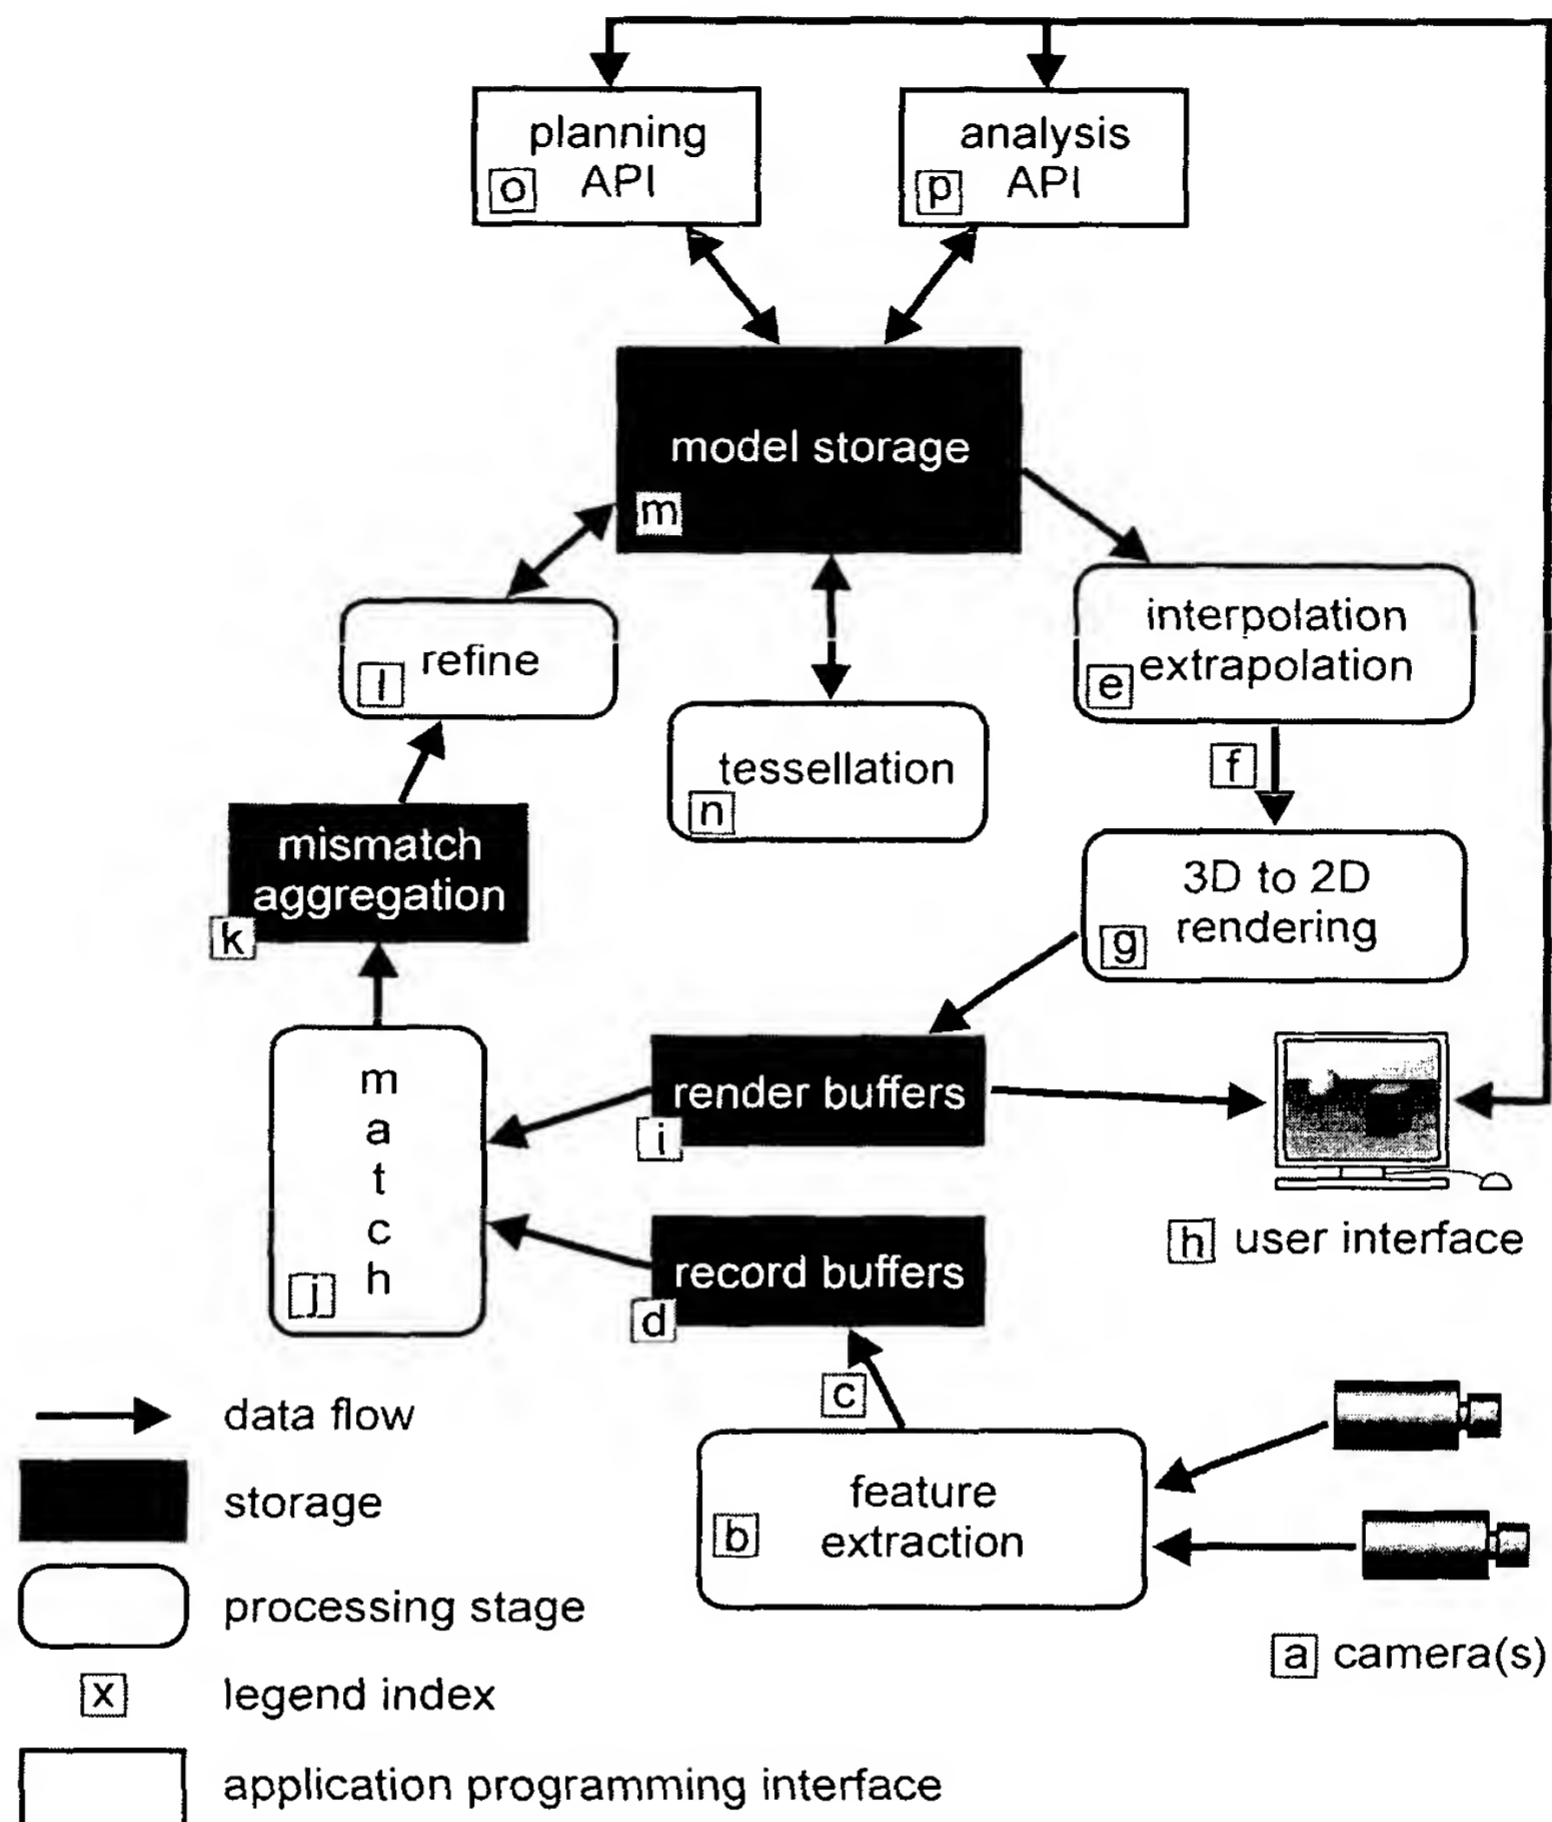 planning
API
o
analysis
API
p
model storage
m
refine
l
interpolation
extrapolation
e
tessellation
n
f
mismatch
aggregation
k
3D to 2D
rendering
g
m
a
t
c
h
j
render buffers
i
h user interface
record buffers
d
c
feature
extraction
b
a camera(s)
data flow
storage
processing stage
x legend index
application programming interface